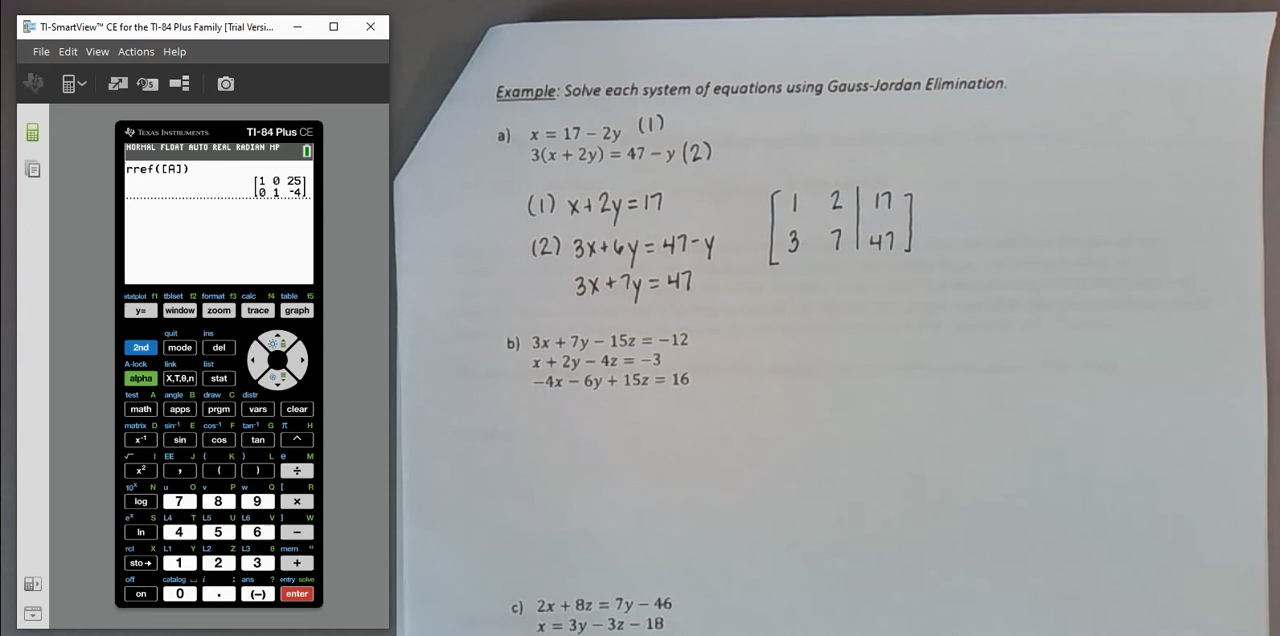 TI-SmartView™ CE for the TI-84 Plus Family [Trial Versi...
File Edit View Actions Help
TEXAS INSTRUMENTS TI-84 Plus CE
NORMAL FLOAT AUTO REAL RADIAN MP
rref([A])
[1 0 25]
[0 1 -4]
statplot f1 tblset f2 format f3 calc f4 table f5
y= window zoom trace graph
quit ins
2nd mode del
A-lock link list
alpha X,T,θ,n stat
test A angle B draw C distr
math apps prgm vars clear
matrix D sin⁻¹ E cos⁻¹ F tan⁻¹ G π H
x⁻¹ sin cos tan ^
√ I EE J { K } L e M
x² , ( ) ÷
10ˣ N u O v P w Q [ R
log 7 8 9 ×
eˣ S L4 T L5 U L6 V ] W
ln 4 5 6 −
rcl X L1 Y L2 Z L3 θ mem "
sto→ 1 2 3 +
off catalog ⎵ i : ans ? entry solve
on 0 . (−) enter
Example: Solve each system of equations using Gauss-Jordan Elimination.
a) x = 17 − 2y (1)
3(x + 2y) = 47 − y (2)
(1) x+2y=17
(2) 3x+6y=47-y
3x+7y=47
[1 2 | 17]
[3 7 | 47]
b) 3x + 7y − 15z = −12
x + 2y − 4z = −3
−4x − 6y + 15z = 16
c) 2x + 8z = 7y − 46
x = 3y − 3z − 18